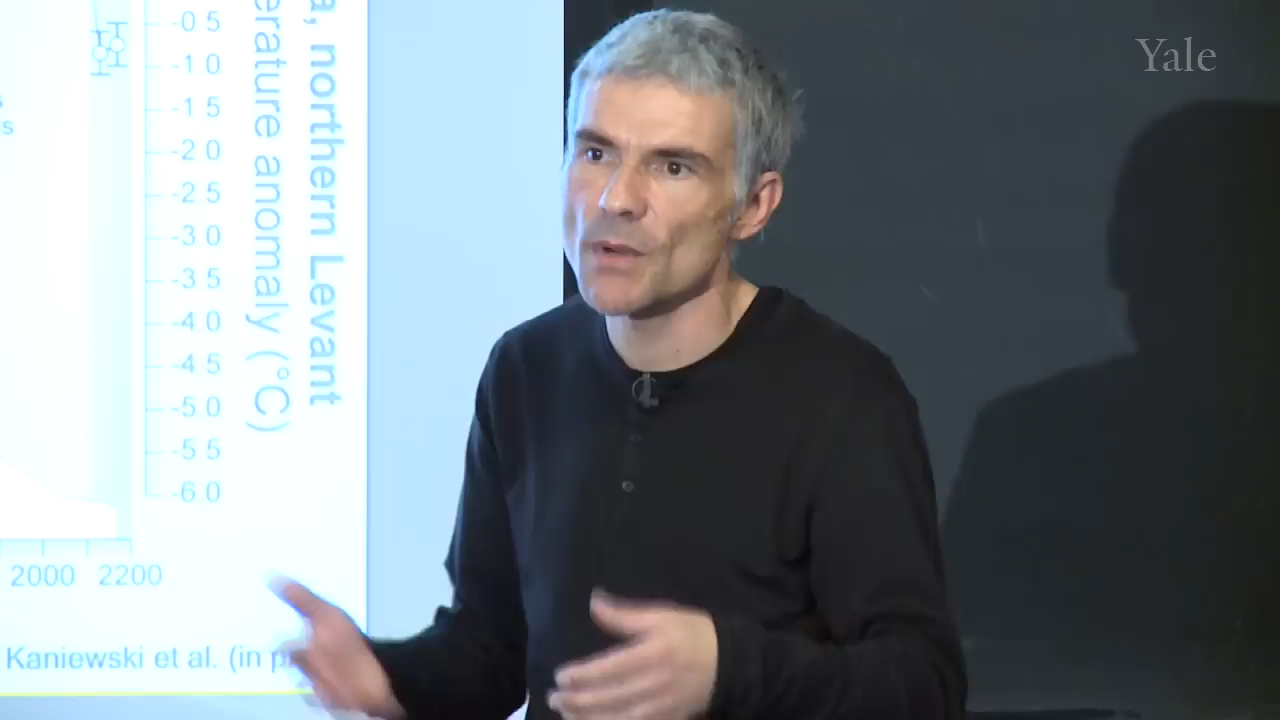 Yale
a, northern Levant
erature anomaly (°C)
-0 5
-1 0
-1 5
-2 0
-2 5
-3 0
-3 5
-4 0
-4 5
-5 0
-5 5
-6 0
s
s
2000 2200
Kaniewski et al. (in p